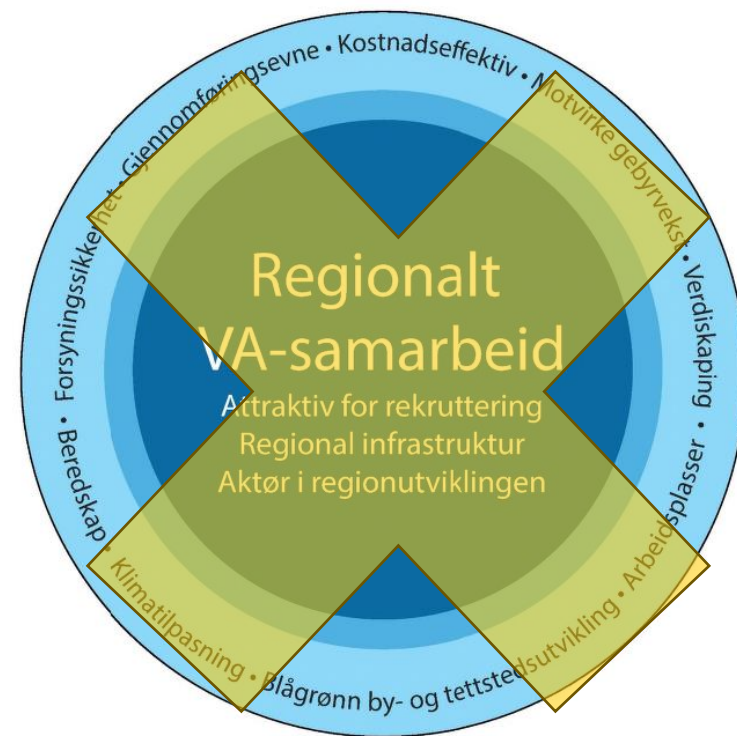 Forsyningssikkerhet • Gjennomføringsevne • Kostnadseffektiv • Motvirke gebyrvekst • Verdiskaping • Arbeidsplasser •
Regionalt
VA-samarbeid
Attraktiv for rekruttering
Regional infrastruktur
Aktør i regionutviklingen
Beredskap • Klimatilpasning • Blågrønn by- og tettstedsutvikling •